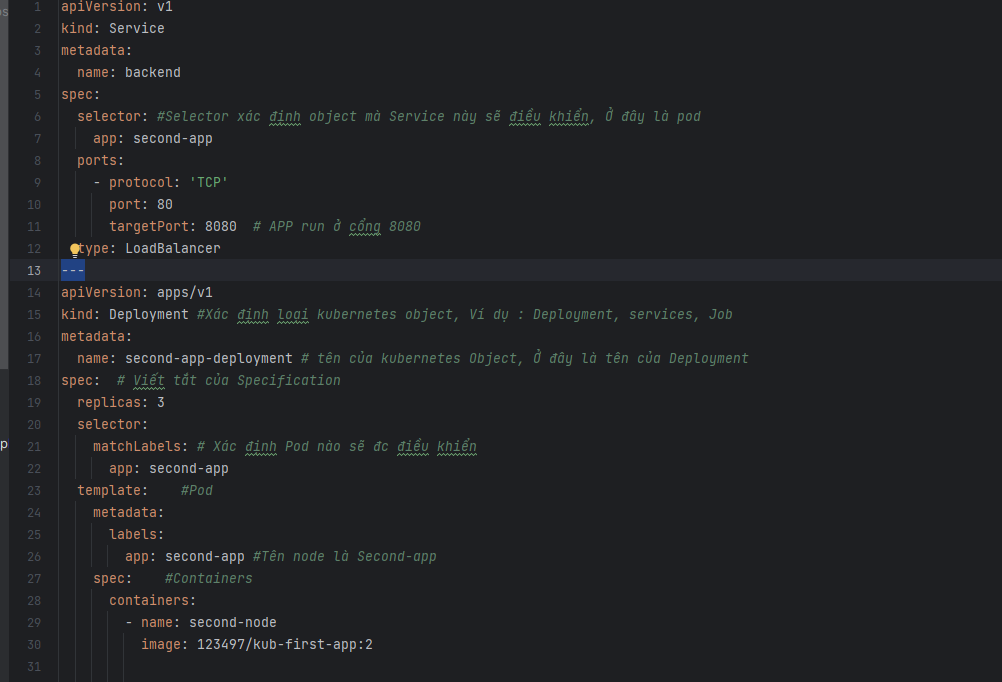 os
1 apiVersion: v1
2 kind: Service
3 metadata:
4   name: backend
5 spec:
6   selector: #Selector xác định object mà Service này sẽ điều khiển, Ở đây là pod
7     app: second-app
8   ports:
9     - protocol: 'TCP'
10       port: 80
11       targetPort: 8080  # APP run ở cổng 8080
12   type: LoadBalancer
13 ---
14 apiVersion: apps/v1
15 kind: Deployment #Xác định loại kubernetes object, Ví dụ : Deployment, services, Job
16 metadata:
17   name: second-app-deployment # tên của kubernetes Object, Ở đây là tên của Deployment
18 spec:  # Viết tắt của Specification
19   replicas: 3
20   selector:
21     matchLabels: # Xác định Pod nào sẽ đc điều khiển
p
22       app: second-app
23   template:    #Pod
24     metadata:
25       labels:
26         app: second-app #Tên node là Second-app
27     spec:    #Containers
28       containers:
29         - name: second-node
30           image: 123497/kub-first-app:2
31